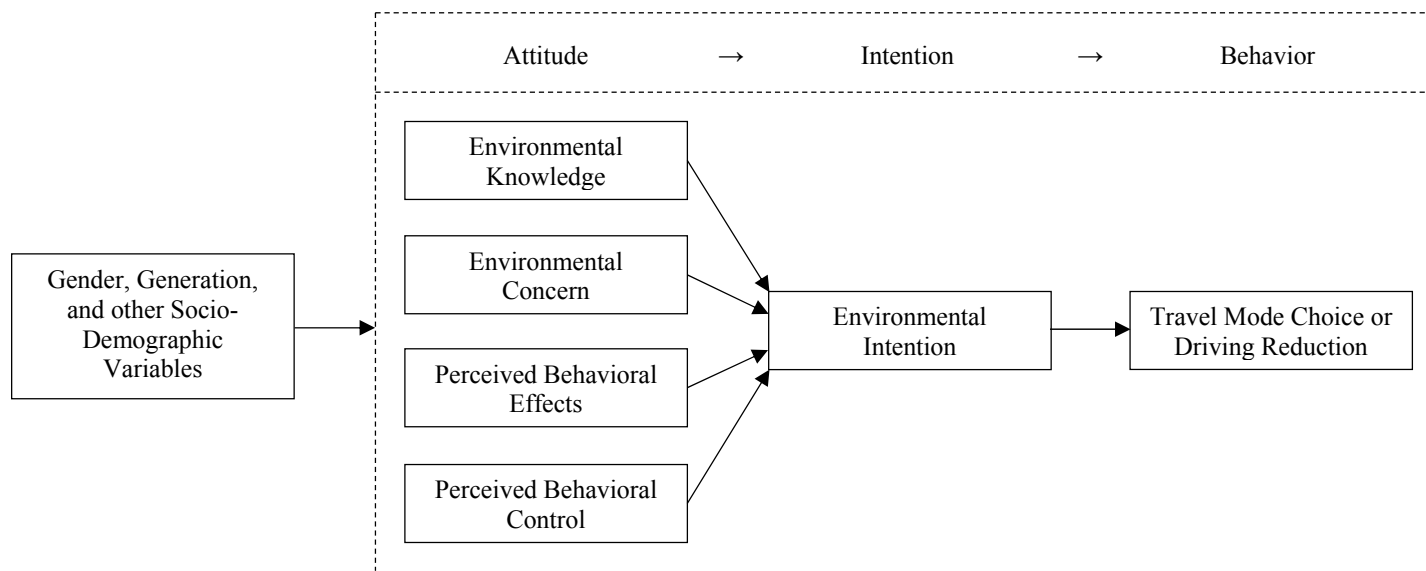 Attitude → Intention → Behavior
Environmental
Knowledge
Environmental
Concern
Perceived Behavioral
Effects
Perceived Behavioral
Control
Gender, Generation,
and other Socio-
Demographic
Variables
Environmental
Intention
Travel Mode Choice or
Driving Reduction